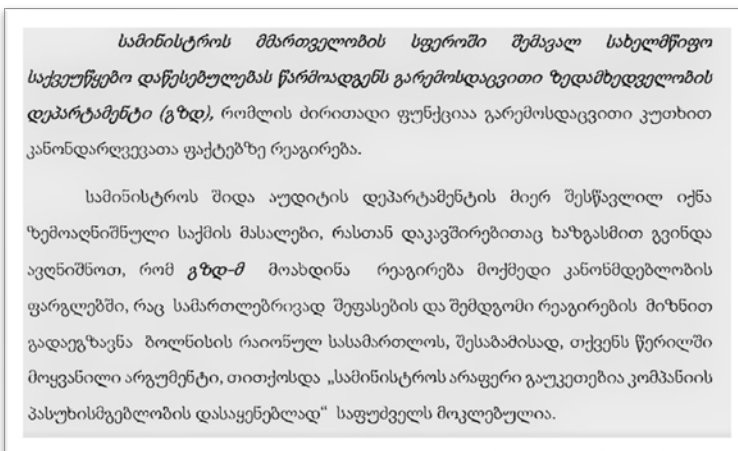 სამინისტროს მმართველობის სფეროში შემავალ სახელმწიფო
საქვეუწყებო დაწესებულებას წარმოადგენს გარემოსდაცვითი ზედამხედველობის
დეპარტამენტი (გზდ), რომლის ძირითადი ფუნქციაა გარემოსდაცვითი კუთხით
კანონდარღვევათა ფაქტებზე რეაგირება.
სამინისტროს შიდა აუდიტის დეპარტამენტის მიერ შესწავლილ იქნა
ზემოაღნიშნული საქმის მასალები, რასთან დაკავშირებითაც ხაზგასმით გვინდა
ავღნიშნოთ, რომ გზდ-მ მოახდინა რეაგირება მოქმედი კანონმდებლობის
ფარგლებში, რაც სამართლებრივად შეფასების და შემდგომი რეაგირების მიზნით
გადაეგზავნა ბოლნისის რაიონულ სასამართლოს, შესაბამისად, თქვენს წერილში
მოყვანილი არგუმენტი, თითქოსდა „სამინისტროს არაფერი გაუკეთებია კომპანიის
პასუხისმგებლობის დასაყენებლად“ საფუძველს მოკლებულია.